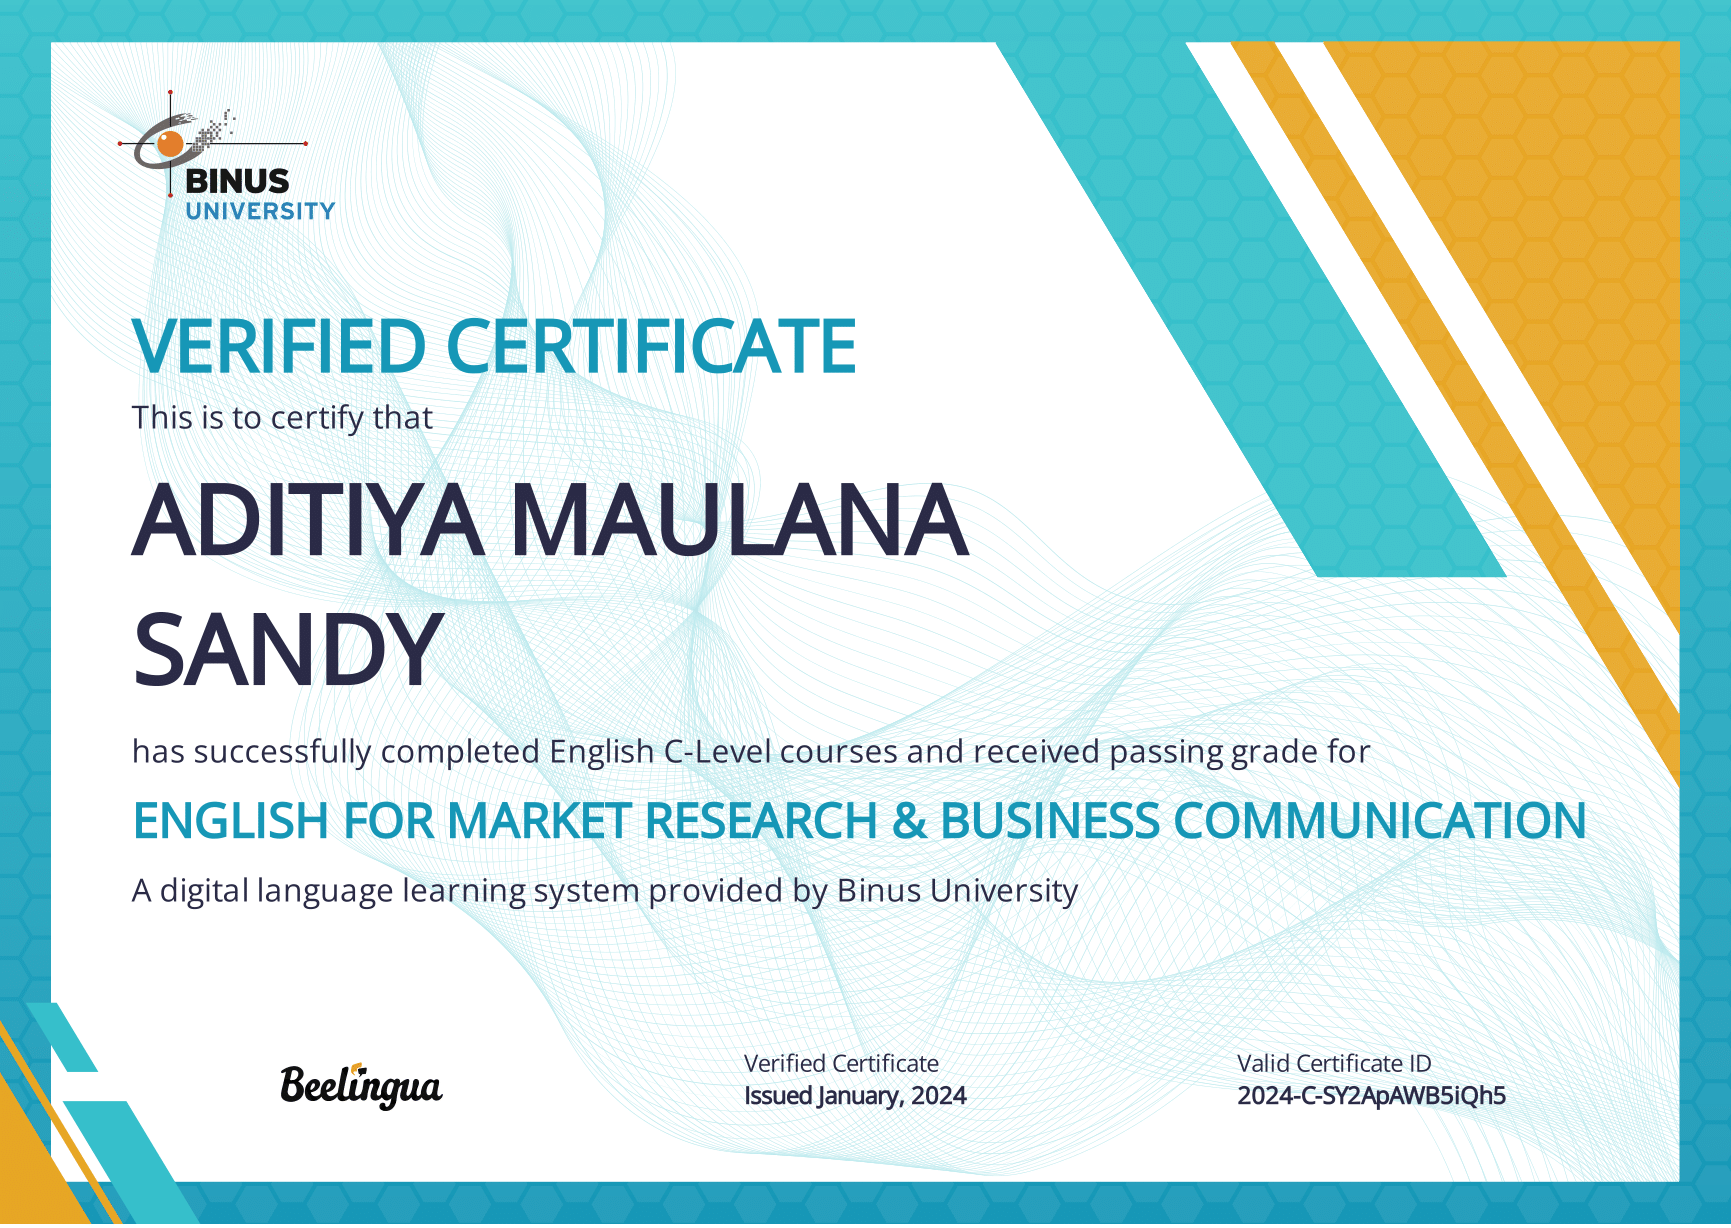 BINUS
UNIVERSITY
VERIFIED CERTIFICATE
This is to certify that
ADITIYA MAULANA
SANDY
has successfully completed English C-Level courses and received passing grade for
ENGLISH FOR MARKET RESEARCH & BUSINESS COMMUNICATION
A digital language learning system provided by Binus University
Beelingua
Verified Certificate
Issued January, 2024
Valid Certificate ID
2024-C-SY2ApAWB5iQh5